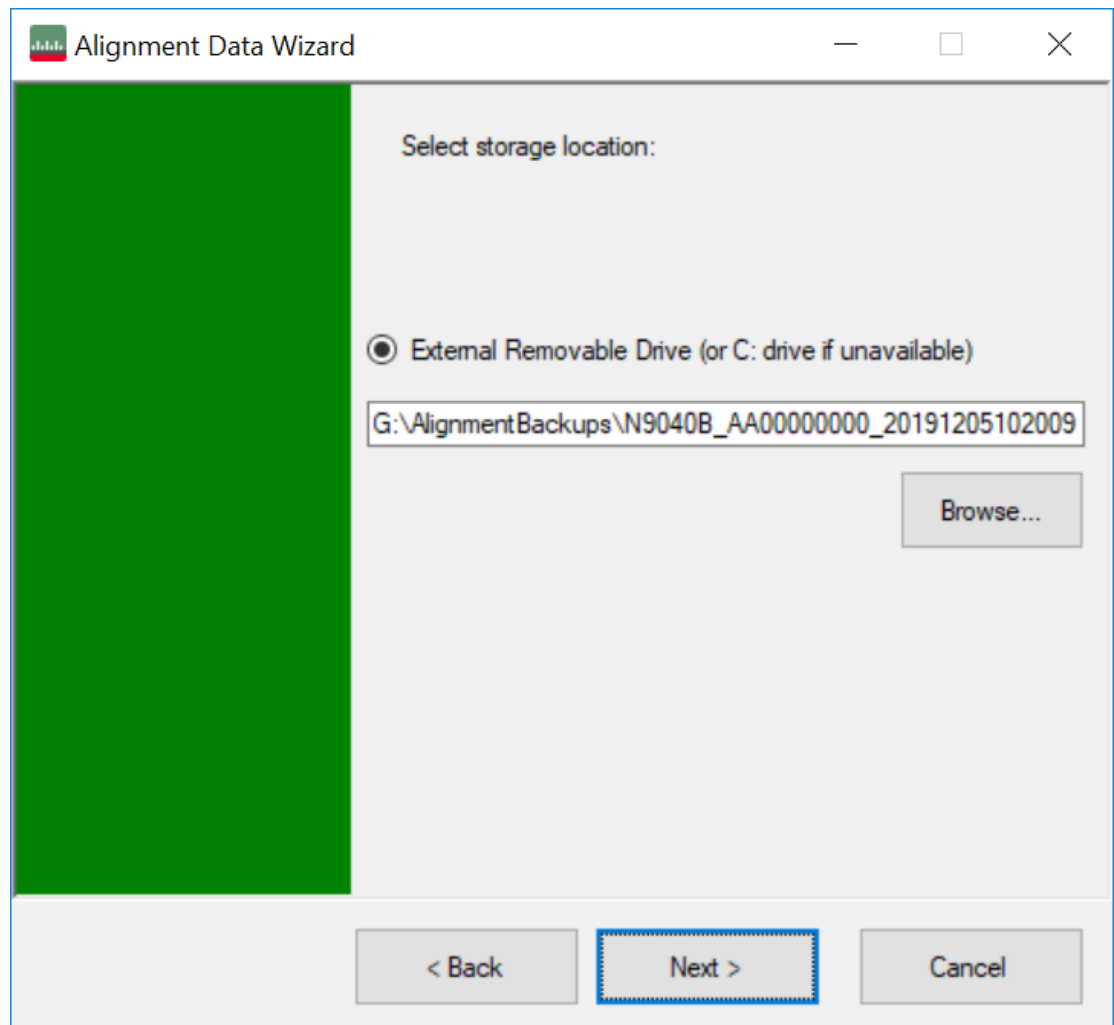 Alignment Data Wizard
Select storage location:
External Removable Drive (or C: drive if unavailable)
G:\AlignmentBackups\N9040B_AA00000000_20191205102009
Browse...
< Back
Next >
Cancel